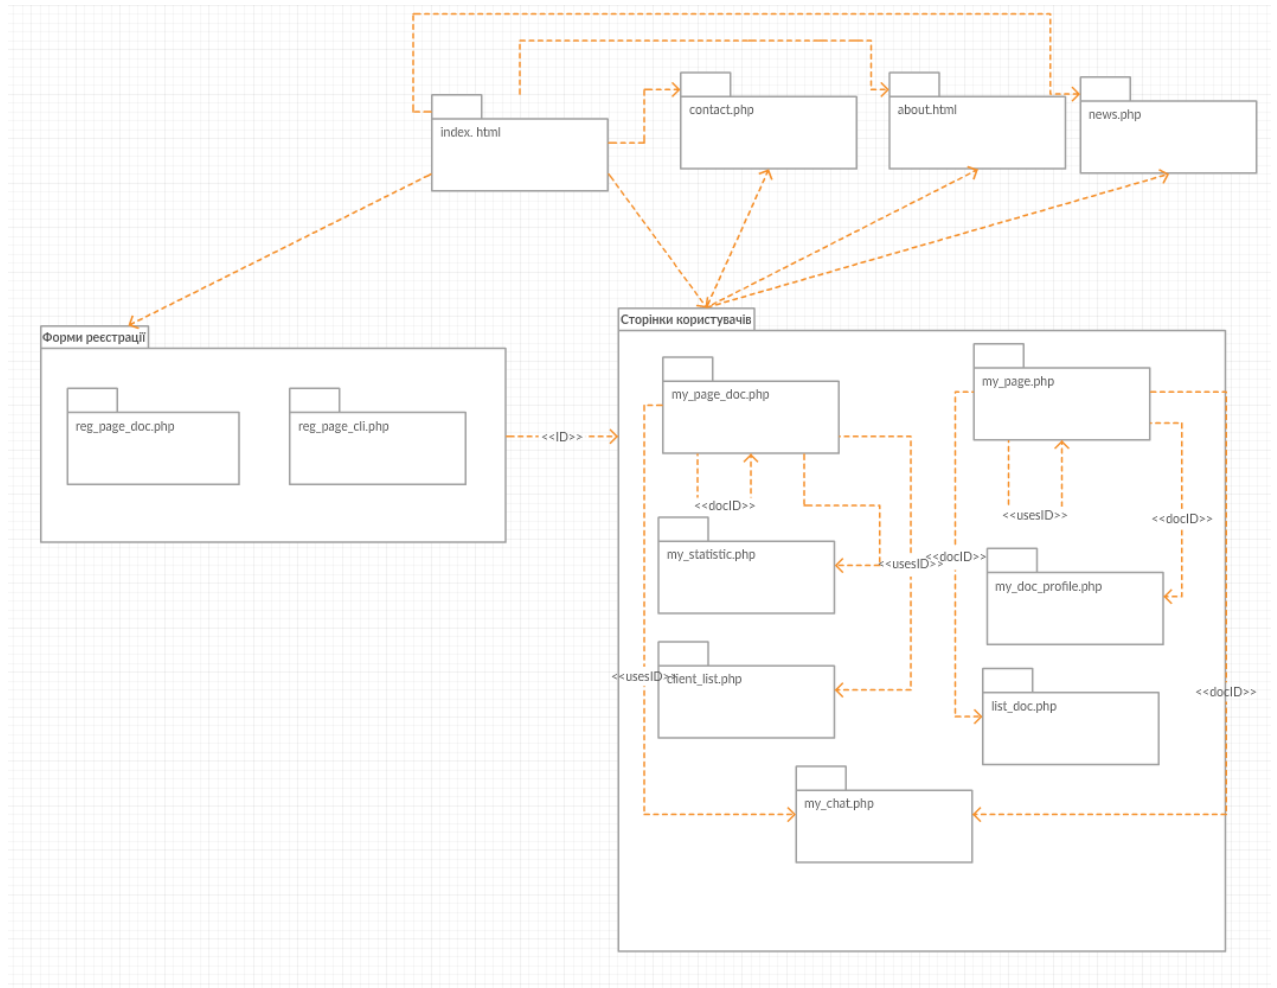 index. html
contact.php
about.html
news.php
Форми реєстрації
reg_page_doc.php
reg_page_cli.php
<<ID>>
Сторінки користувачів
my_page_doc.php
my_page.php
<<docID>>
<<usesID>>
<<docID>>
my_statistic.php
<<usesID>>
<<docID>>
my_doc_profile.php
<<usesID>>
client_list.php
list_doc.php
<<docID>>
my_chat.php